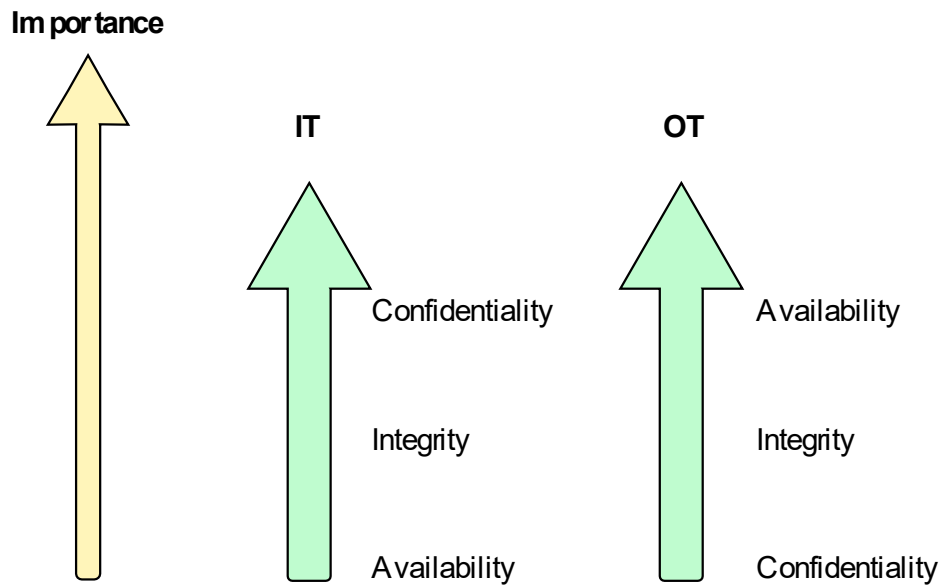 Importance
IT
OT
Confidentiality
Availability
Integrity
Integrity
Availability
Confidentiality